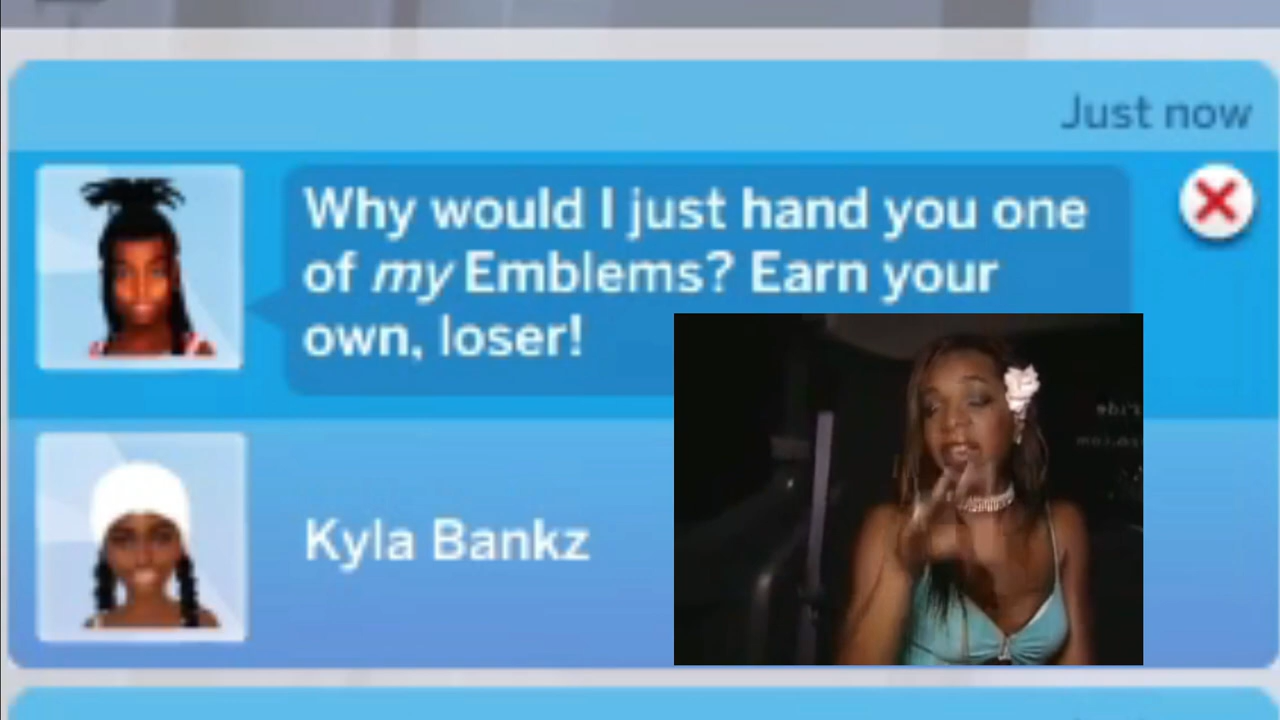 Just now
Why would I just hand you one
of my Emblems? Earn your
own, loser!
Kyla Bankz